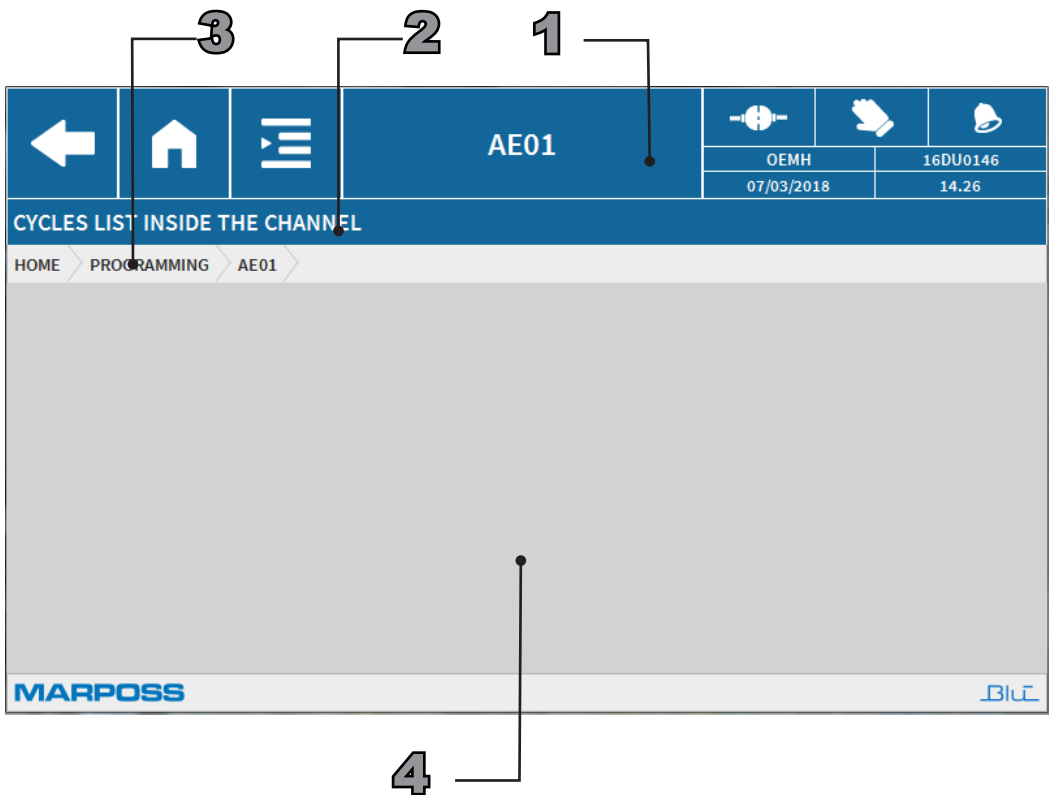 3 2 1
AE01
OEMH 16DU0146
07/03/2018 14.26
CYCLES LIST INSIDE THE CHANNEL
HOME PROGRAMMING AE01
MARPOSS Blu
4